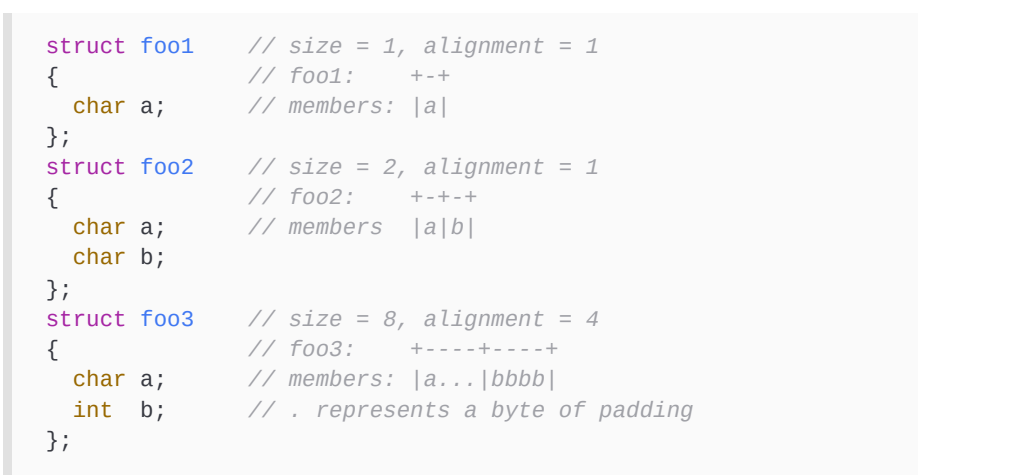 struct foo1    // size = 1, alignment = 1
{              // foo1:    +-+
  char a;      // members: |a|
};
struct foo2    // size = 2, alignment = 1
{              // foo2:    +-+-+
  char a;      // members  |a|b|
  char b;
};
struct foo3    // size = 8, alignment = 4
{              // foo3:    +----+----+
  char a;      // members: |a...|bbbb|
  int  b;      // . represents a byte of padding
};